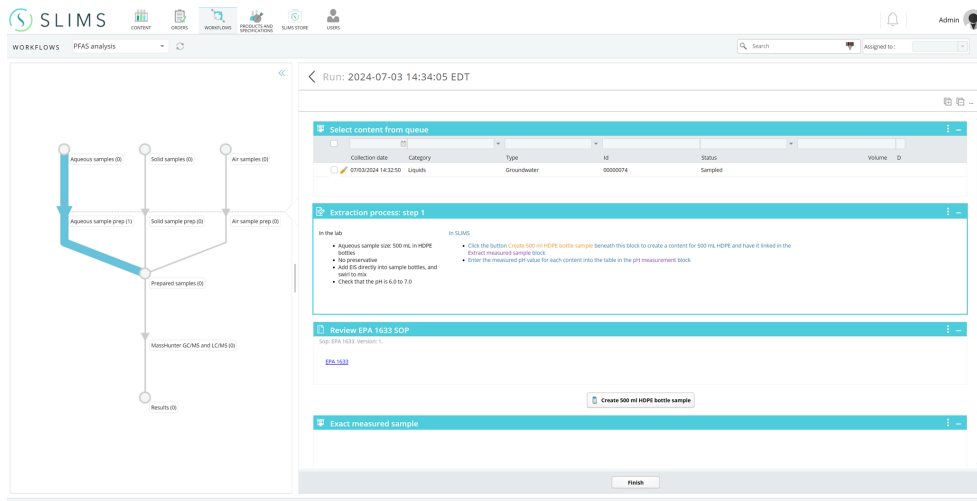 SLIMS
CONTENT
ORDERS
WORKFLOWS
PRODUCTS AND SPECIFICATIONS
SLIMS STORE
USERS
Admin
WORKFLOWS
PFAS analysis
Search
Assigned to :
Run: 2024-07-03 14:34:05 EDT
Aqueous samples (0)
Solid samples (0)
Air samples (0)
Aqueous sample prep (1)
Solid sample prep (0)
Air sample prep (0)
Prepared samples (0)
MassHunter GC/MS and LC/MS (0)
Results (0)
Select content from queue
Collection date Category Type Id Status Volume D
07/03/2024 14:32:50 Liquids Groundwater 00000074 Sampled
Extraction process: step 1
In the lab
• Aqueous sample size: 500 mL in HDPE
bottles
• No preservative
• Add EIS directly into sample bottles, and
swirl to mix
• Check that the pH is 6.0 to 7.0
In SLIMS
• Click the button Create 500 ml HDPE bottle sample beneath this block to create a content for 500 mL HDPE and have it linked in the
Extract measured sample block
• Enter the measured pH value for each content into the table in the pH measurement block
Review EPA 1633 SOP
Sop: EPA 1633. Version: 1.
EPA 1633
Create 500 ml HDPE bottle sample
Exact measured sample
Finish